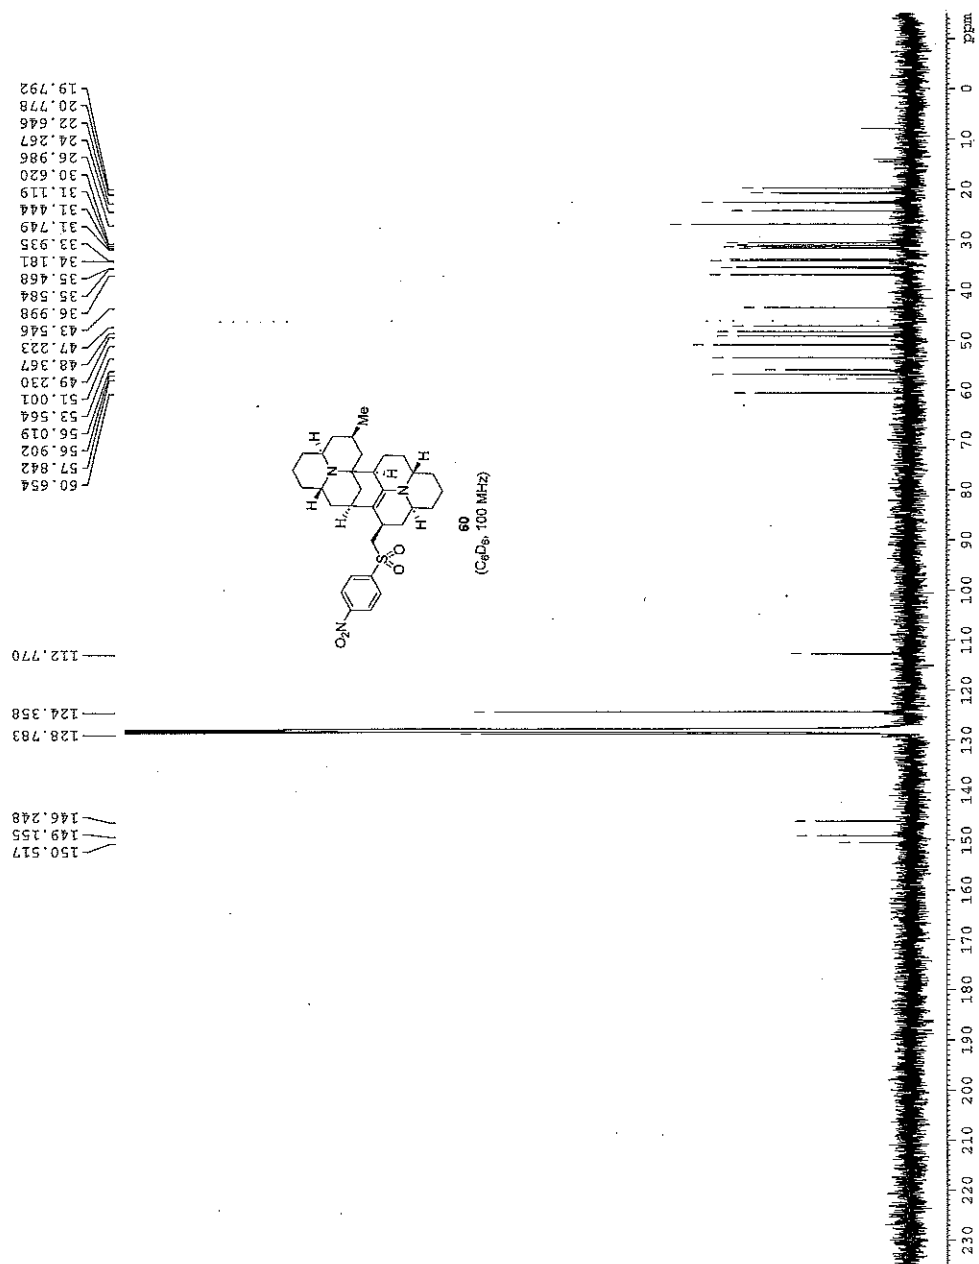 19.792
20.778
22.646
24.267
26.986
30.620
31.119
31.444
31.749
33.935
34.181
35.468
35.584
36.998
43.546
47.223
48.367
49.230
51.001
53.564
56.019
56.902
57.842
60.654
112.770
124.358
128.783
146.248
149.155
150.517
H
Me
N
H
H
H
N
H
H
S
O
O
O2N
60
(C6D6, 100 MHz)
230 220 210 200 190 180 170 160 150 140 130 120 110 100 90 80 70 60 50 40 30 20 10 0 ppm